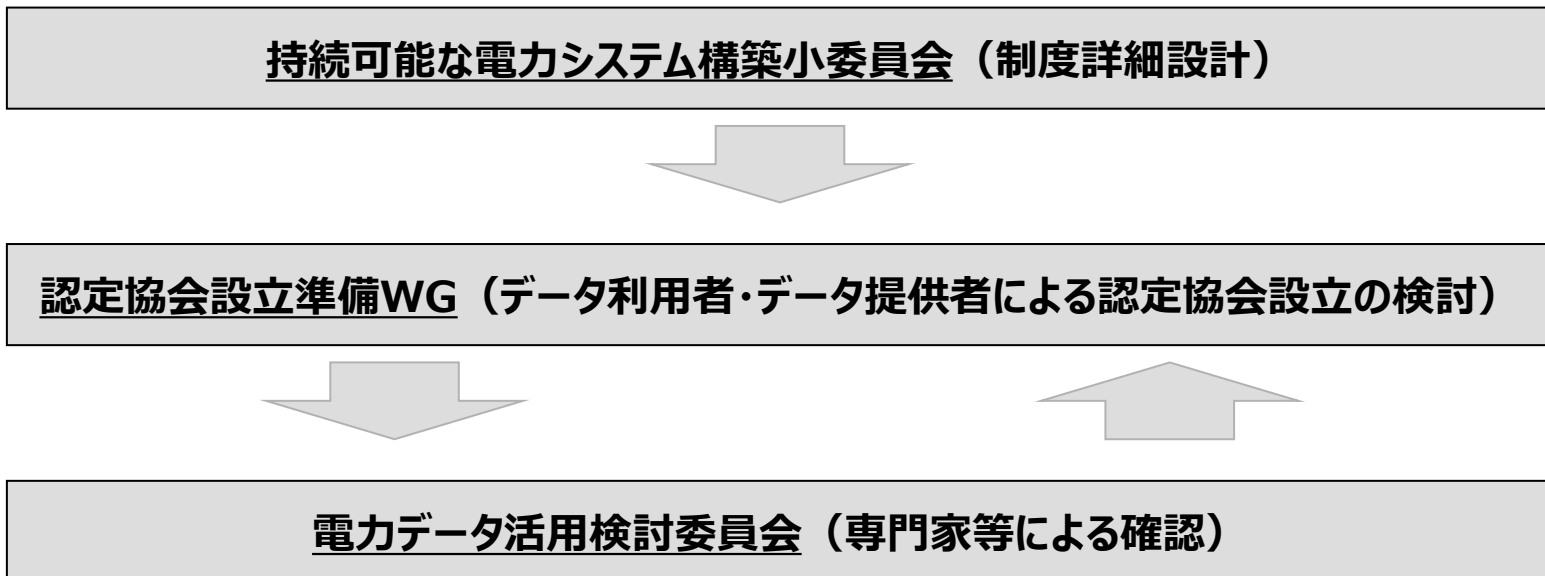 持続可能な電力システム構築小委員会（制度詳細設計）
認定協会設立準備WG（データ利用者・データ提供者による認定協会設立の検討）
電力データ活用検討委員会（専門家等による確認）